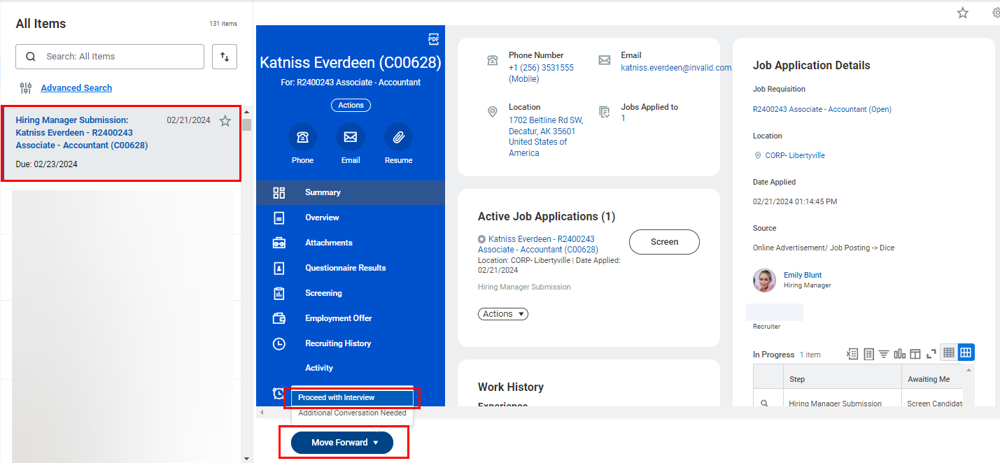 All Items
131 items
Search: All Items
Advanced Search
Hiring Manager Submission:
Katniss Everdeen - R2400243
Associate - Accountant (C00628)
02/21/2024
Due: 02/23/2024
PDF
Katniss Everdeen (C00628)
For: R2400243 Associate - Accountant
Actions
Phone
Email
Resume
Summary
Overview
Attachments
Questionnaire Results
Screening
Employment Offer
Recruiting History
Activity
Proceed with Interview
Additional Conversation Needed
Move Forward
Phone Number
+1 (256) 3531555
(Mobile)
Email
katniss.everdeen@invalid.com
Location
1702 Beltline Rd SW,
Decatur, AK 35601
United States of
America
Jobs Applied to
1
Active Job Applications (1)
Katniss Everdeen - R2400243
Associate - Accountant (C00628)
Location: CORP- Libertyville | Date Applied:
02/21/2024
Hiring Manager Submission
Screen
Actions
Work History
Experience
Job Application Details
Job Requisition
R2400243 Associate - Accountant (Open)
Location
CORP- Libertyville
Date Applied
02/21/2024 01:14:45 PM
Source
Online Advertisement/ Job Posting -> Dice
Emily Blunt
Hiring Manager
Recruiter
In Progress 1 item
Step
Awaiting Me
Hiring Manager Submission
Screen Candidat